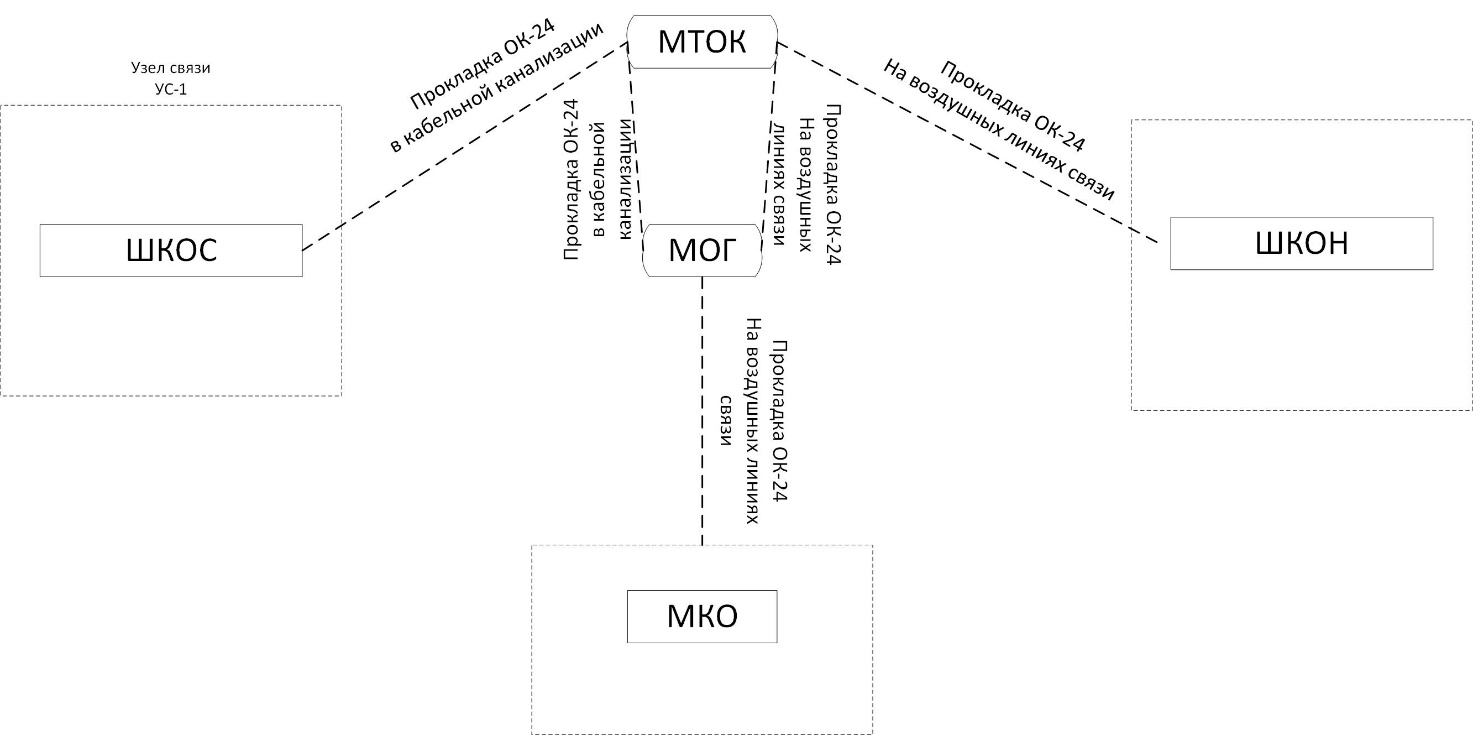 МТОК
Узел связи
УС-1
Прокладка ОК-24
в кабельной канализации
Прокладка ОК-24
в кабельной
канализации
Прокладка ОК-24
На воздушных
линиях связи
Прокладка ОК-24
На воздушных линиях связи
ШКОС
МОГ
ШКОН
Прокладка ОК-24
На воздушных линиях
связи
МКО